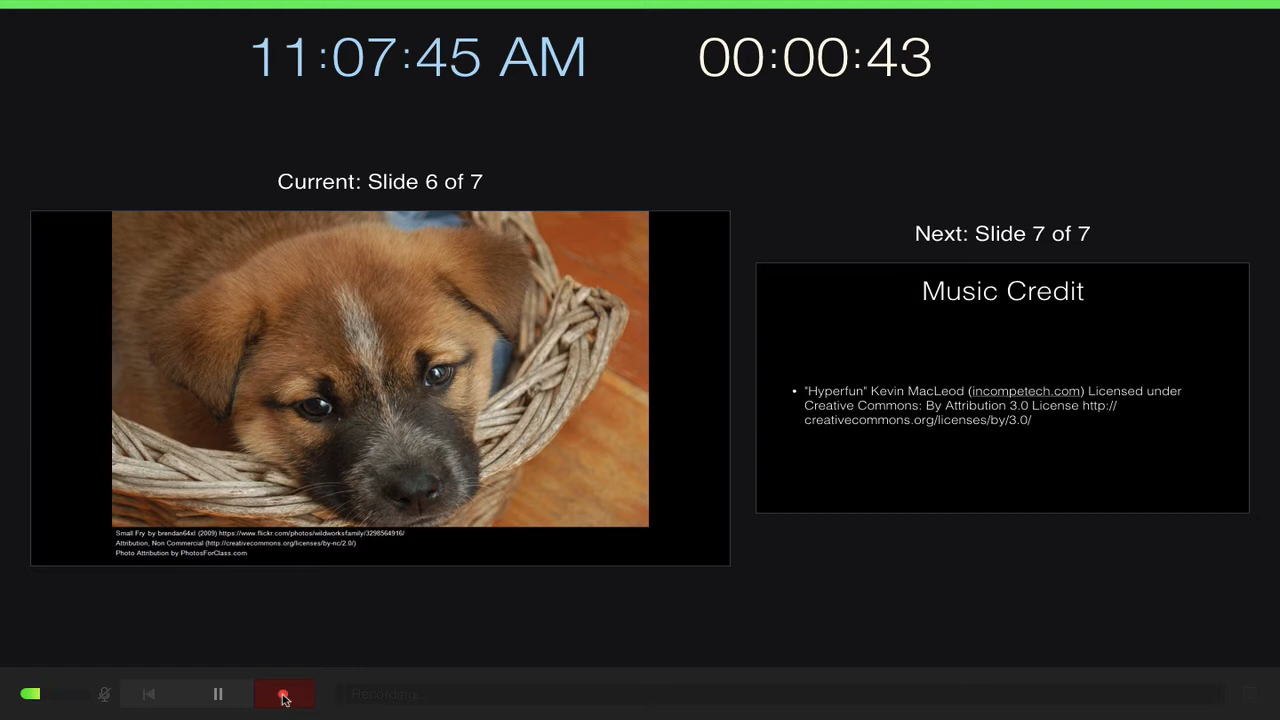 11:07:45 AM
00:00:43
Current: Slide 6 of 7
Next: Slide 7 of 7
Music Credit
• "Hyperfun" Kevin MacLeod (incompetech.com) Licensed under
Creative Commons: By Attribution 3.0 License http://
creativecommons.org/licenses/by/3.0/
Small Fry by brendan64xl (2009) https://www.flickr.com/photos/wildworksfamily/3298564916/
Attribution, Non Commercial (http://creativecommons.org/licenses/by-nc/2.0/)
Photo Attribution by PhotosForClass.com
Recording...